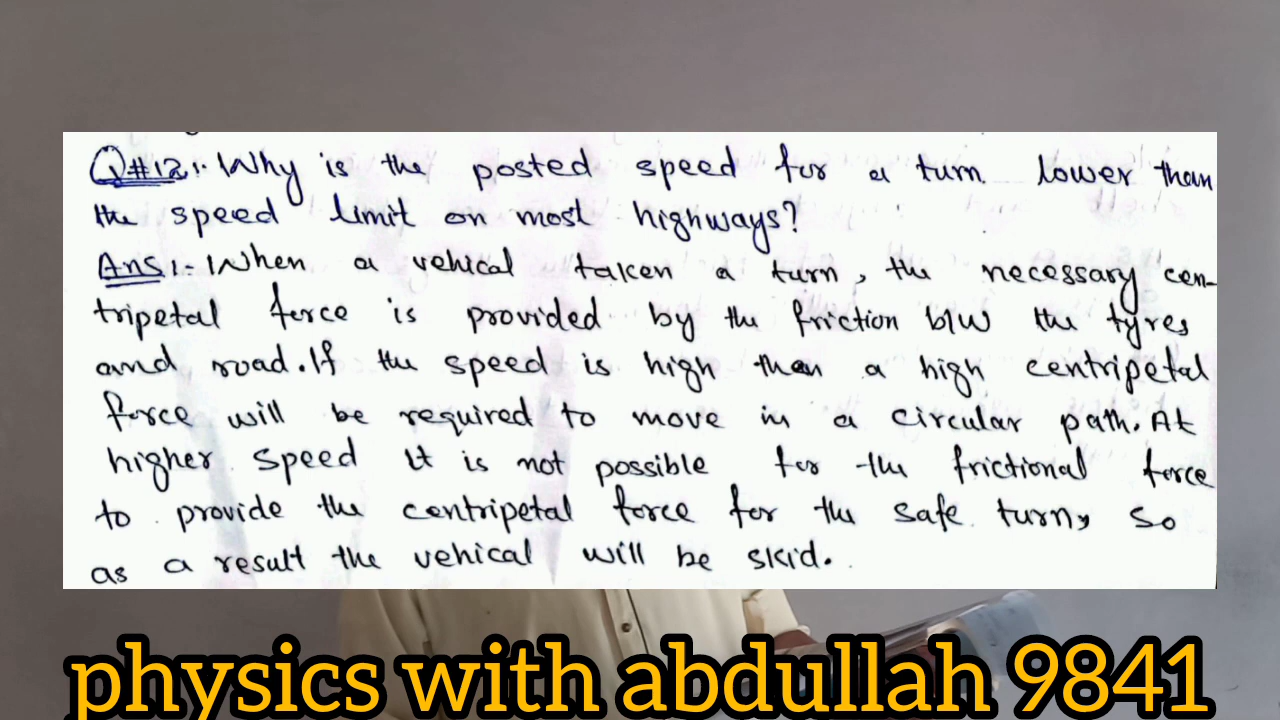 Q#12:- Why is the posted speed for a turn lower than
the speed limit on most highways?
Ans:- When a vehical taken a turn, the necessary cen-
tripetal force is provided by the friction b/w the tyres
and road. If the speed is high then a high centripetal
force will be required to move in a circular path. At
higher speed it is not possible for the frictional force
to provide the centripetal force for the safe turn, so
as a result the vehical will be skid.
physics with abdullah 9841